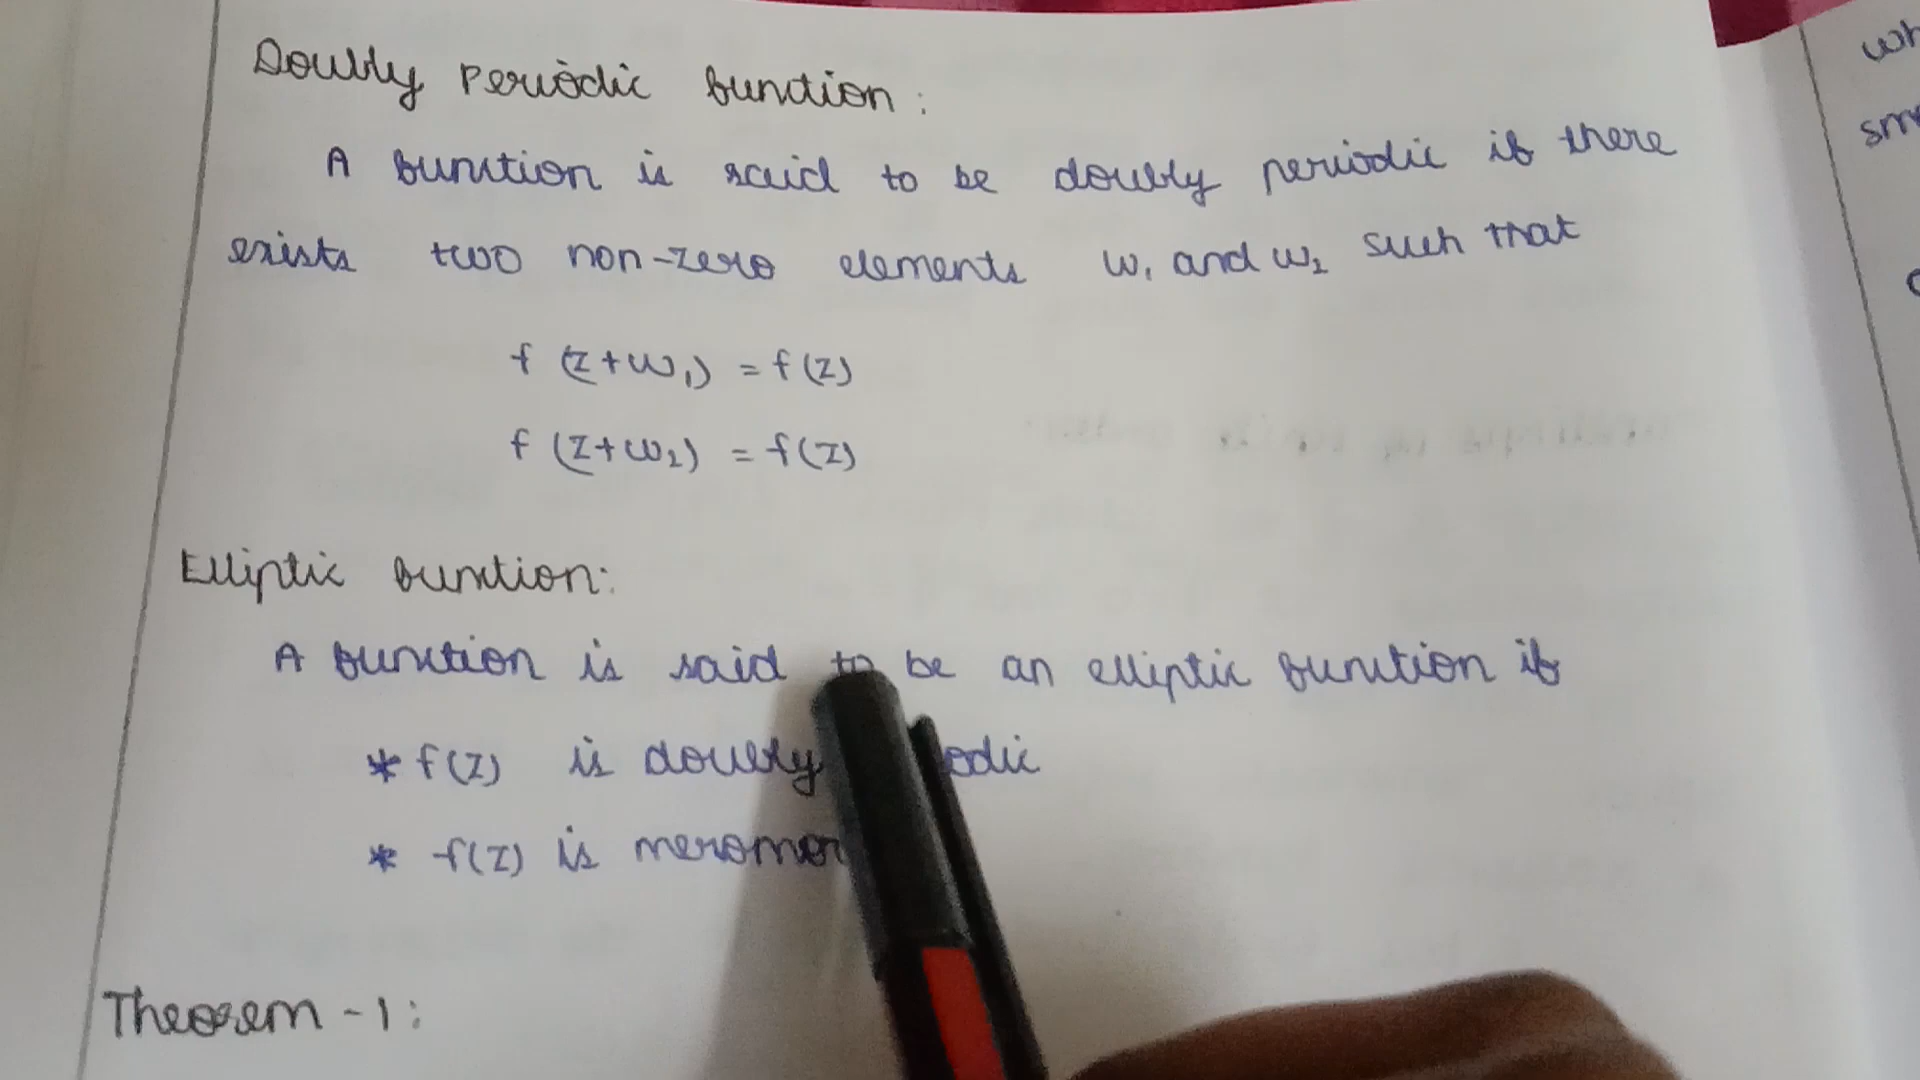 Doubly Periodic function :
A function is said to be doubly periodic if there
exists two non-zero elements w₁ and w₂ such that
f (z+w₁) = f(z)
f (z+w₂) = f(z)
Elliptic function:
A function is said to be an elliptic function if
* f(z) is doubly
* f(z) is
Theorem - 1 :